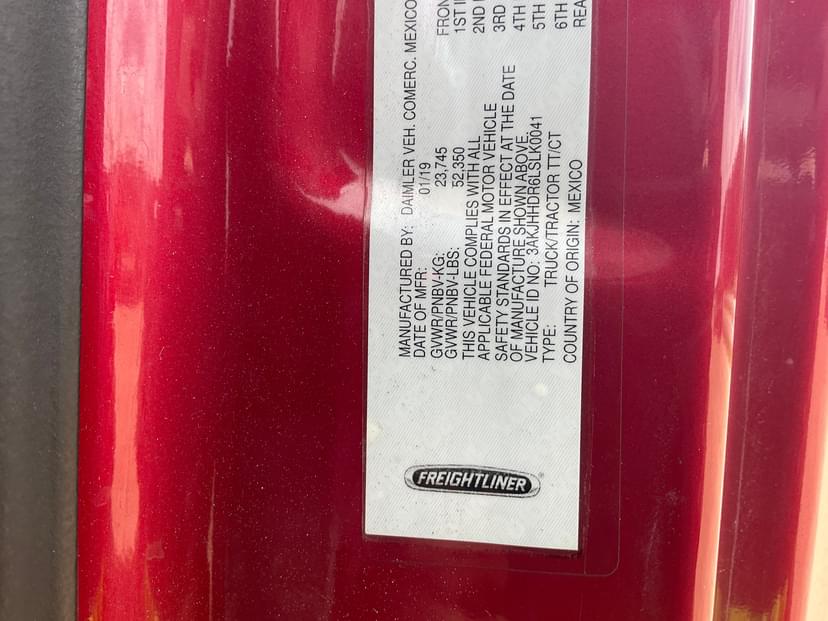 MANUFACTURED BY: DAIMLER VEH. COMERC. MEXICO
DATE OF MFR: 01/19
GVWR/PNBV-KG: 23,745
GVWR/PNBV-LBS: 52,350
THIS VEHICLE COMPLIES WITH ALL
APPLICABLE FEDERAL MOTOR VEHICLE
SAFETY STANDARDS IN EFFECT AT THE DATE
OF MANUFACTURE SHOWN ABOVE.
VEHICLE ID NO: 3AKJHHDR6LSLK0041
TYPE: TRUCK/TRACTOR TT/CT
COUNTRY OF ORIGIN: MEXICO
1ST
2ND
3RD
4TH
5TH
6TH
FREIGHTLINER